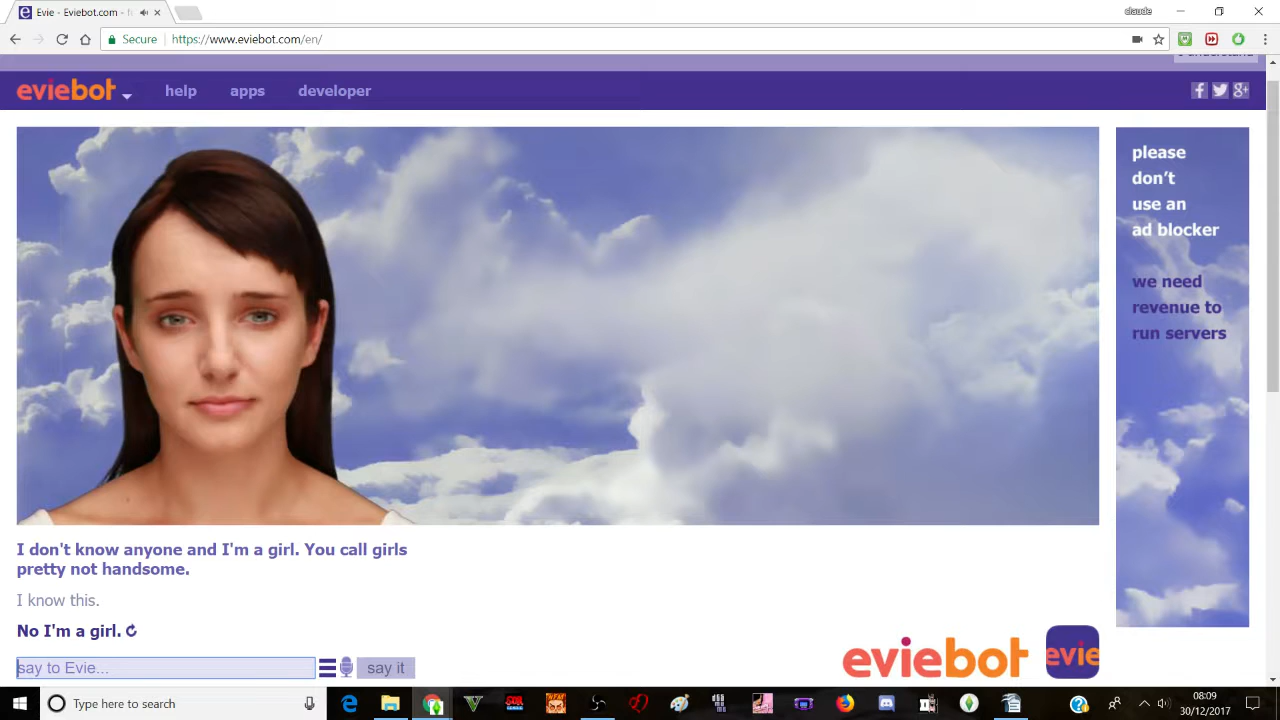 Evie - Eviebot.com - f
claude
Secure https://www.eviebot.com/en/
eviebot help apps developer
please
don't
use an
ad blocker
we need
revenue to
run servers
I don't know anyone and I'm a girl. You call girls
pretty not handsome.
I know this.
No I'm a girl.
say to Evie... say it
eviebot evie
Type here to search
08:09
30/12/2017